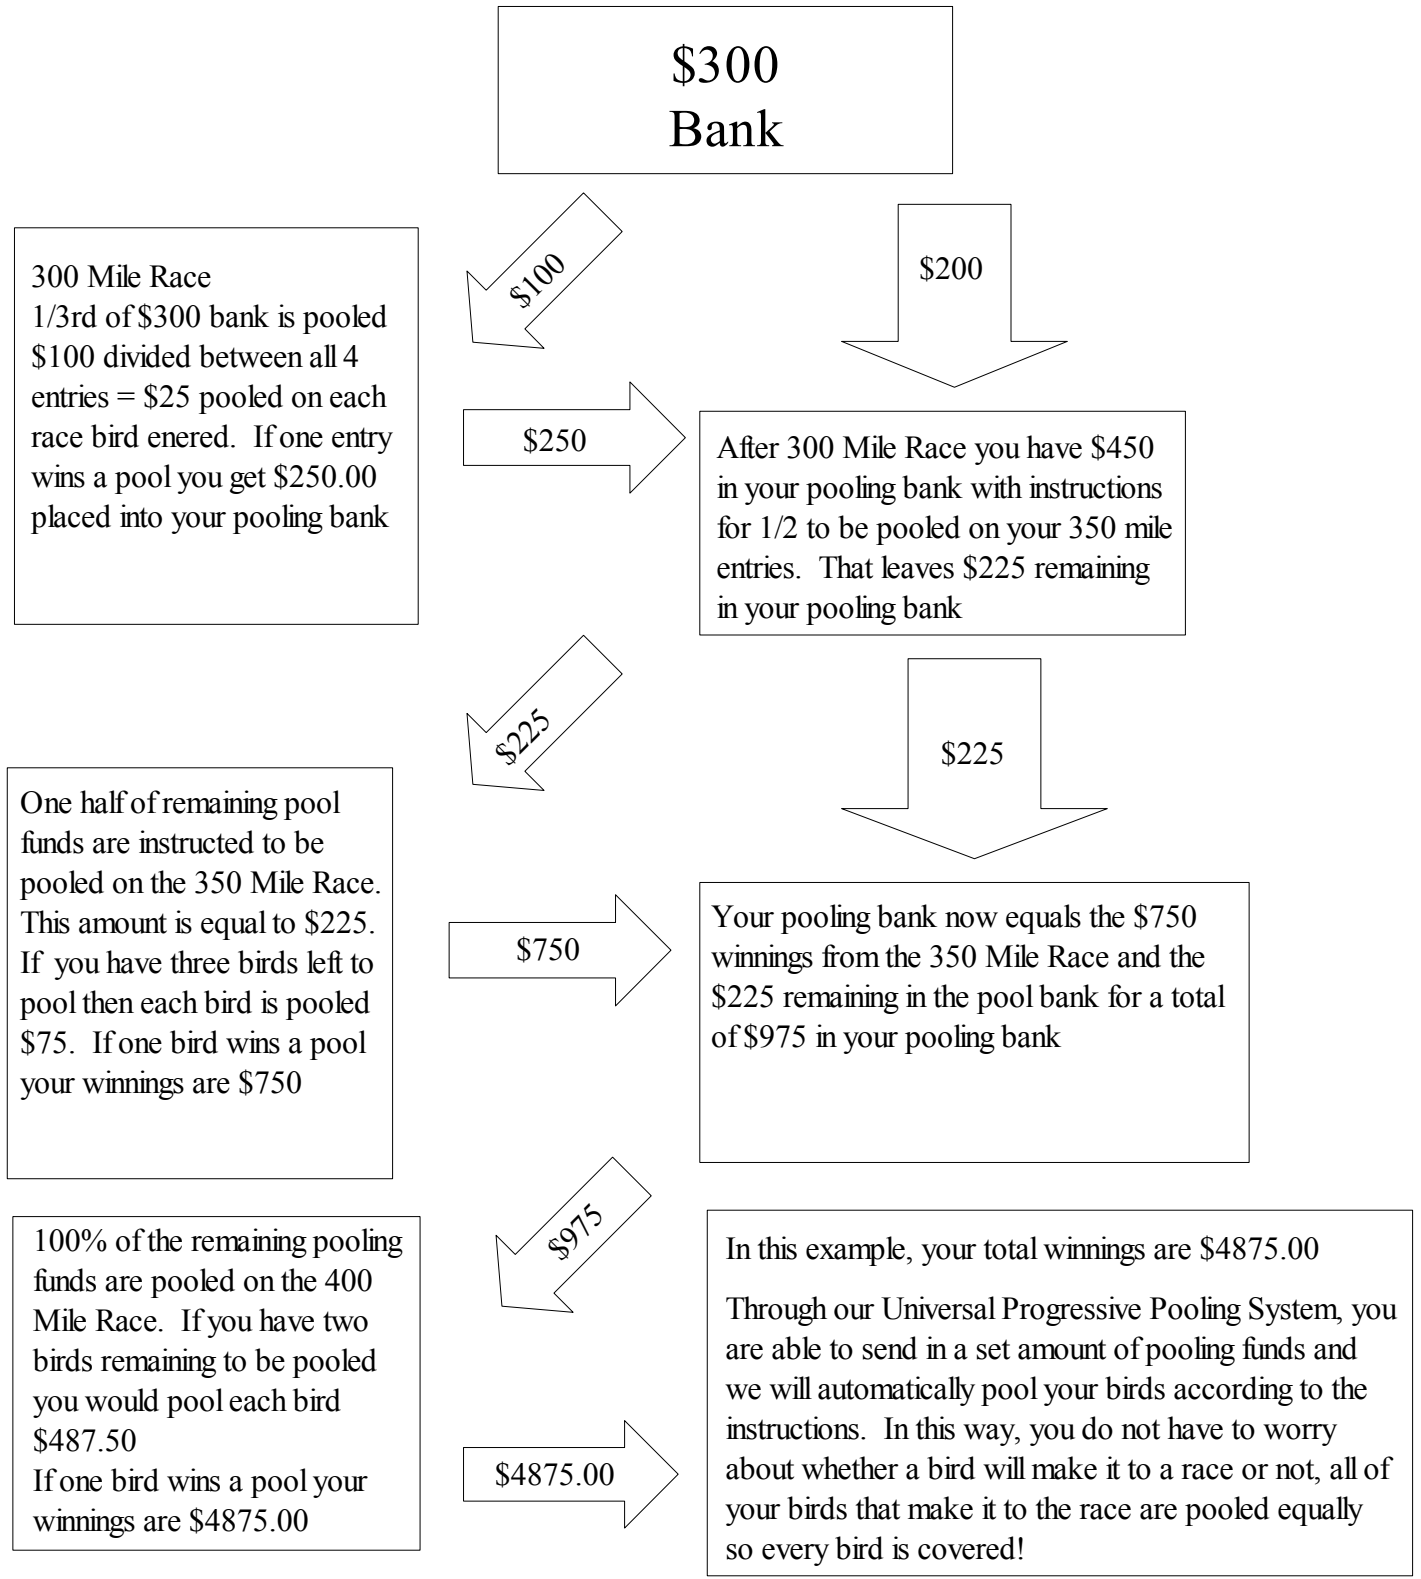 $300
Bank
$100
$200
300 Mile Race
1/3rd of $300 bank is pooled
$100 divided between all 4
entries = $25 pooled on each
race bird enered.  If one entry
wins a pool you get $250.00
placed into your pooling bank
$250
After 300 Mile Race you have $450
in your pooling bank with instructions
for 1/2 to be pooled on your 350 mile
entries.  That leaves $225 remaining
in your pooling bank
$225
$225
One half of remaining pool
funds are instructed to be
pooled on the 350 Mile Race.
This amount is equal to $225.
If  you have three birds left to
pool then each bird is pooled
$75.  If one bird wins a pool
your winnings are $750
$750
Your pooling bank now equals the $750
winnings from the 350 Mile Race and the
$225 remaining in the pool bank for a total
of $975 in your pooling bank
$975
100% of the remaining pooling
funds are pooled on the 400
Mile Race.  If you have two
birds remaining to be pooled
you would pool each bird
$487.50
If one bird wins a pool your
winnings are $4875.00
$4875.00
In this example, your total winnings are $4875.00
Through our Universal Progressive Pooling System, you
are able to send in a set amount of pooling funds and
we will automatically pool your birds according to the
instructions.  In this way, you do not have to worry
about whether a bird will make it to a race or not, all of
your birds that make it to the race are pooled equally
so every bird is covered!